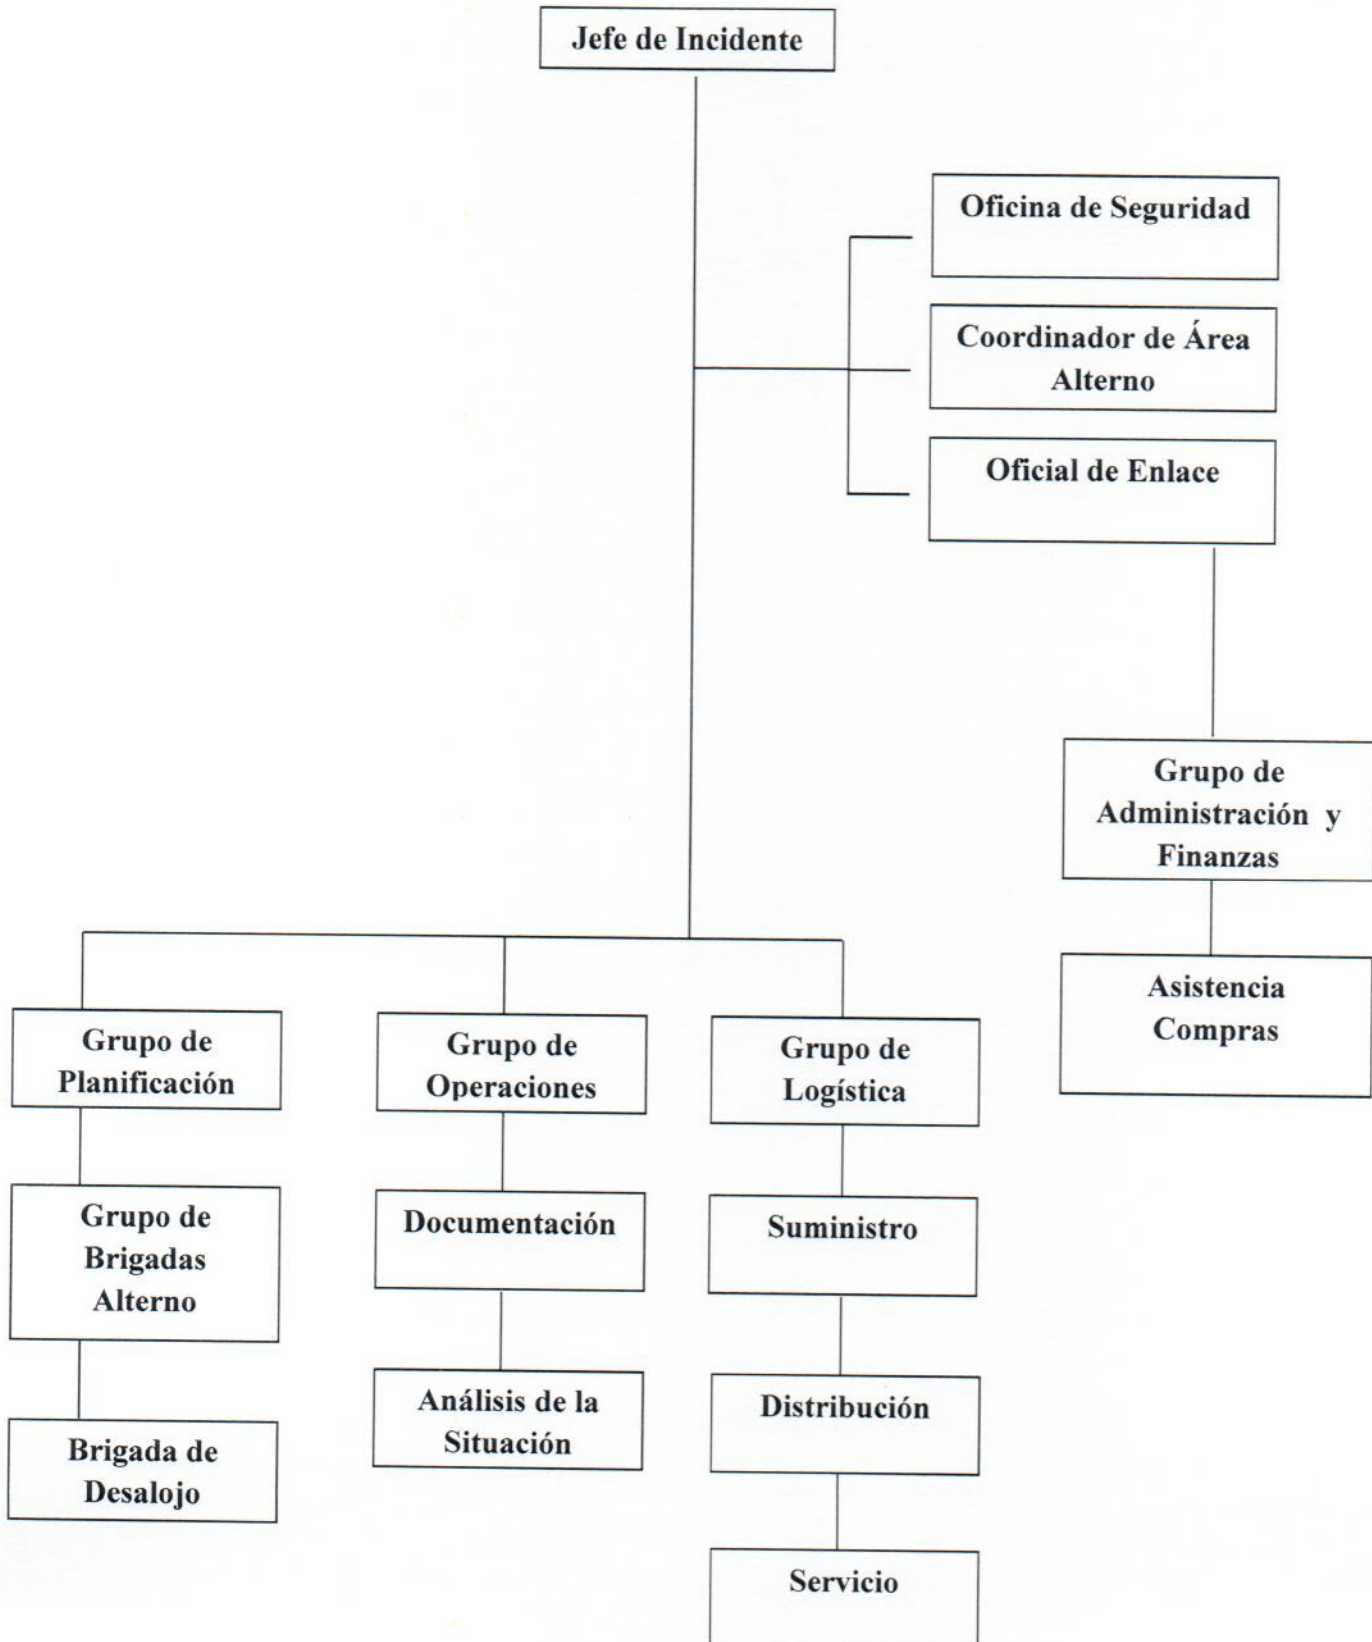 Jefe de Incidente
Oficina de Seguridad
Coordinador de Área
Alterno
Oficial de Enlace
Grupo de
Administración y
Finanzas
Asistencia
Compras
Grupo de
Planificación
Grupo de
Operaciones
Grupo de
Logística
Grupo de
Brigadas
Alterno
Documentación
Suministro
Brigada de
Desalojo
Análisis de la
Situación
Distribución
Servicio